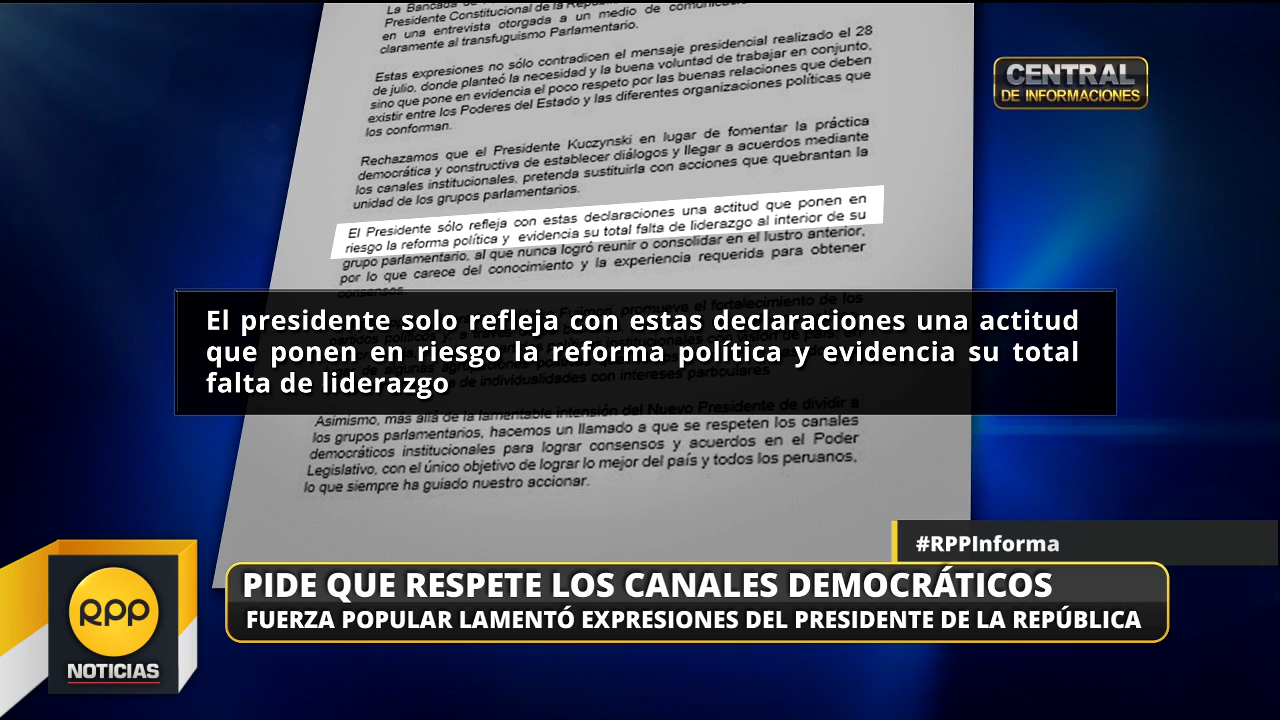 La Bancada de
Presidente Constitucional de la República
en una entrevista otorgada a un medio de
claramente al transfuguismo Parlamentario.
Estas expresiones no sólo contradicen el mensaje presidencial realizado el 28
de julio, donde planteó la necesidad y la buena voluntad de trabajar en conjunto,
sino que pone en evidencia el poco respeto por las buenas relaciones que deben
existir entre los Poderes del Estado y las diferentes organizaciones políticas que
los conforman.
Rechazamos que el Presidente Kuczynski en lugar de fomentar la práctica
democrática y constructiva de establecer diálogos y llegar a acuerdos mediante
los canales institucionales, pretenda sustituirla con acciones que quebrantan la
unidad de los grupos parlamentarios.
El Presidente sólo refleja con estas declaraciones una actitud que ponen en
riesgo la reforma política y evidencia su total falta de liderazgo al interior de su
grupo parlamentario, al que nunca logró reunir o consolidar en el lustro anterior,
por lo que carece del conocimiento y la experiencia requerida para obtener
consensos.
El presidente solo refleja con estas declaraciones una actitud
que ponen en riesgo la reforma política y evidencia su total
falta de liderazgo
de individualidades con intereses particulares
Asimismo, más allá de la lamentable intensión del Nuevo Presidente de dividir a
los grupos parlamentarios, hacemos un llamado a que se respeten los canales
democráticos institucionales para lograr consensos y acuerdos en el Poder
Legislativo, con el único objetivo de lograr lo mejor del país y todos los peruanos,
lo que siempre ha guiado nuestro accionar.
CENTRAL
DE INFORMACIONES
#RPPInforma
PIDE QUE RESPETE LOS CANALES DEMOCRÁTICOS
FUERZA POPULAR LAMENTÓ EXPRESIONES DEL PRESIDENTE DE LA REPÚBLICA
RPP
NOTICIAS